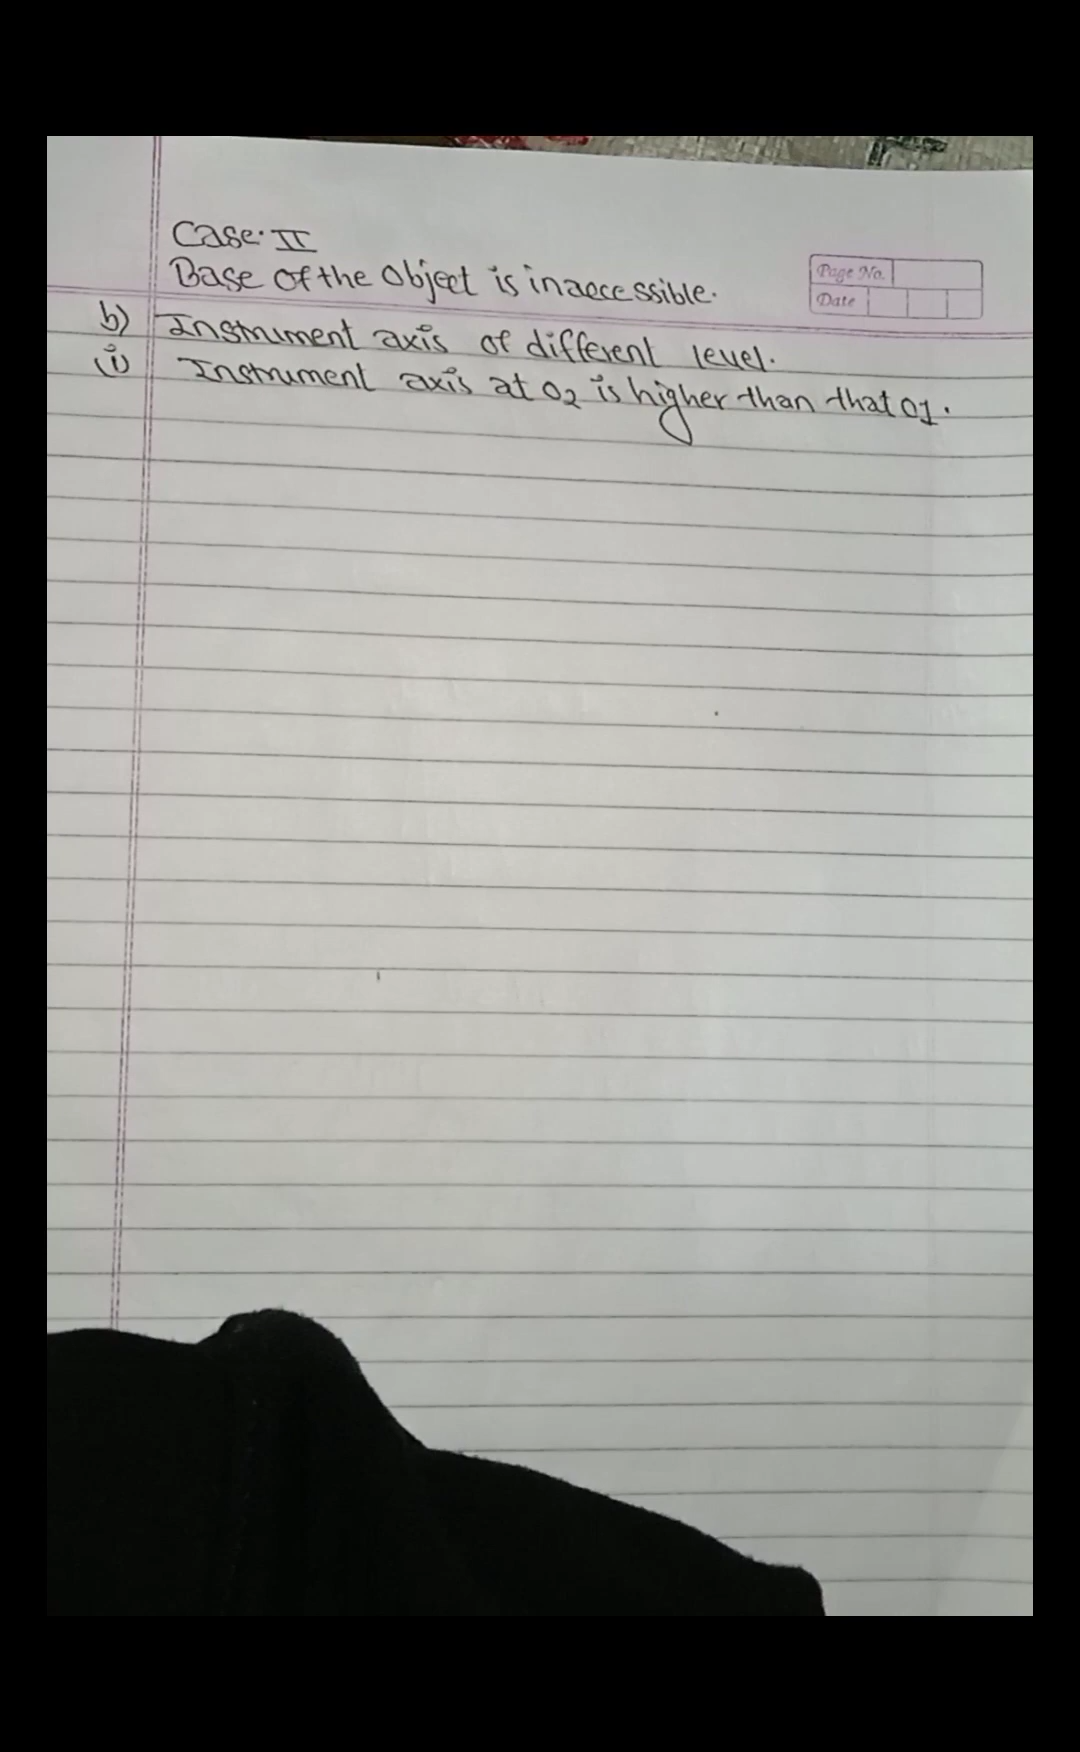 Case. II
Base of the Object is inaccessible.
Page No.
Date
b) Instrument axis of different level.
(i) Instrument axis at O2 is higher than that O1.